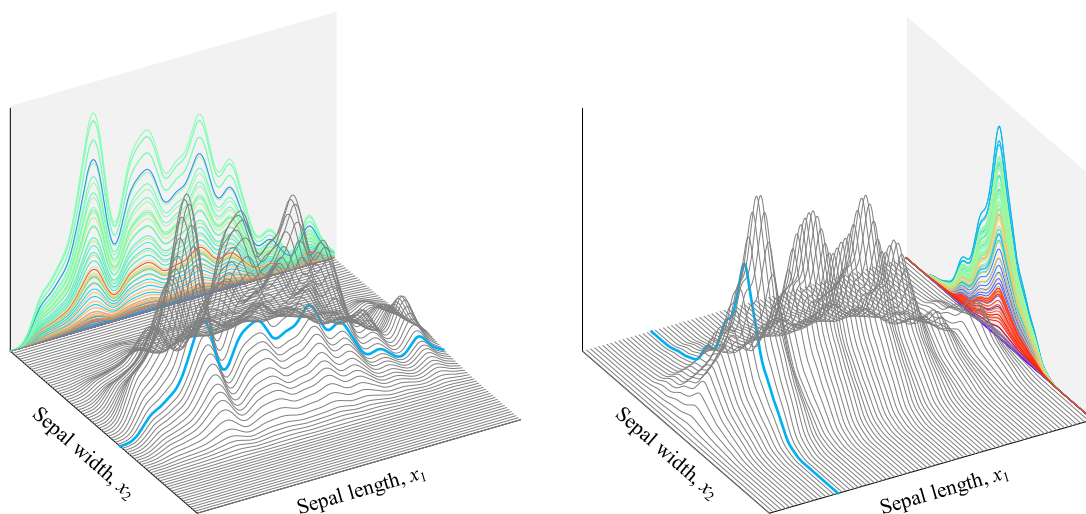 Sepal width, x₂
Sepal length, x₁
Sepal width, x₂
Sepal length, x₁